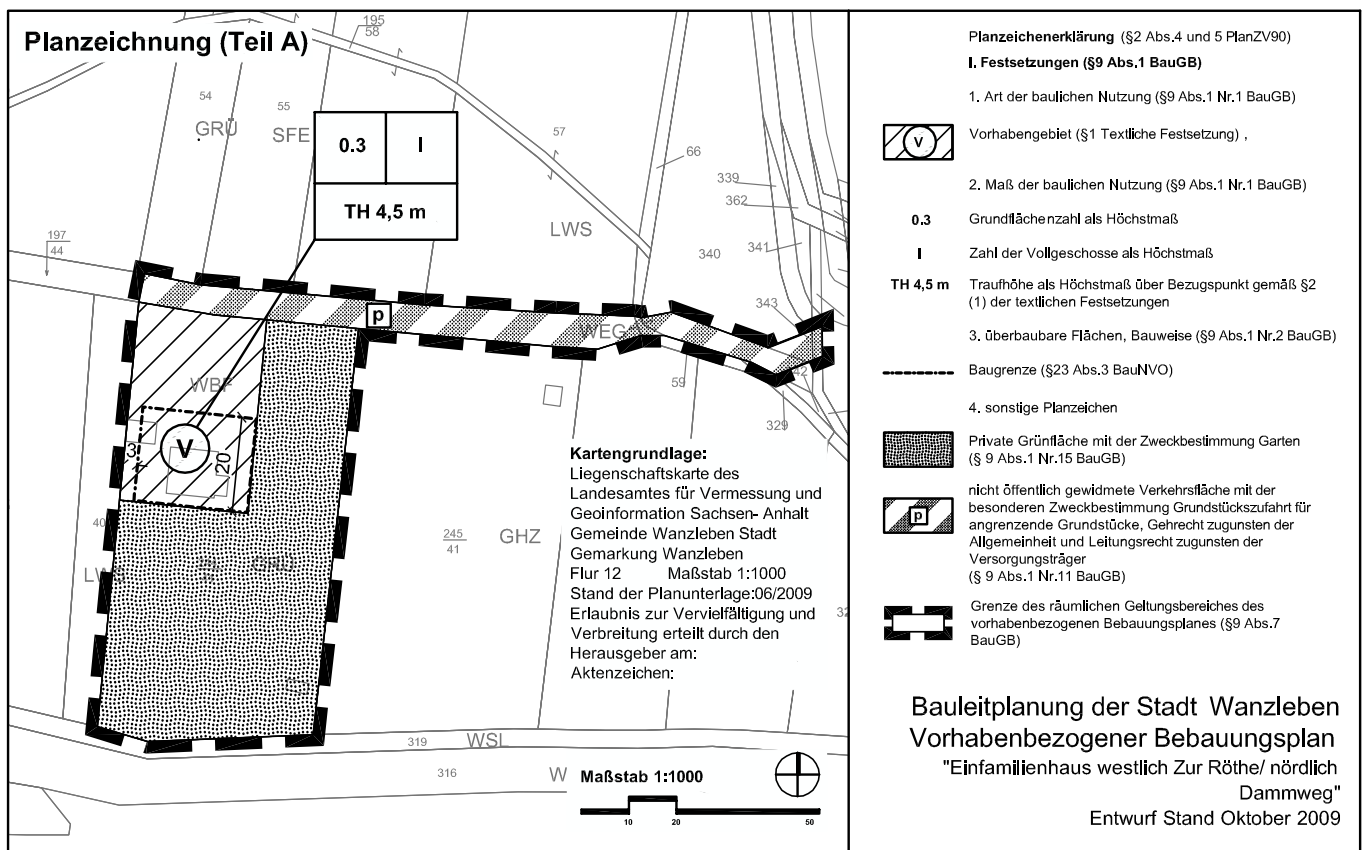 Planzeichnung (Teil A)
195
58
54
55
GRÜ
SFE
57
66
0.3
I
TH 4,5 m
339
362
LWS
197
44
340
341
343
p
WEG
59
42
329
WBF
3
V
20
40
LWS
GRÜ
245
41
GHZ
Kartengrundlage:
Liegenschaftskarte des
Landesamtes für Vermessung und
Geoinformation Sachsen- Anhalt
Gemeinde Wanzleben Stadt
Gemarkung Wanzleben
Flur 12 Maßstab 1:1000
Stand der Planunterlage:06/2009
Erlaubnis zur Vervielfältigung und
Verbreitung erteilt durch den
Herausgeber am:
Aktenzeichen:
319
WSL
316
W
Maßstab 1:1000
10
20
50
Planzeichenerklärung (§2 Abs.4 und 5 PlanZV90)
I. Festsetzungen (§9 Abs.1 BauGB)
1. Art der baulichen Nutzung (§9 Abs.1 Nr.1 BauGB)
V
Vorhabengebiet (§1 Textliche Festsetzung) ,
2. Maß der baulichen Nutzung (§9 Abs.1 Nr.1 BauGB)
0.3 Grundflächenzahl als Höchstmaß
I Zahl der Vollgeschosse als Höchstmaß
TH 4,5 m Traufhöhe als Höchstmaß über Bezugspunkt gemäß §2
(1) der textlichen Festsetzungen
3. überbaubare Flächen, Bauweise (§9 Abs.1 Nr.2 BauGB)
Baugrenze (§23 Abs.3 BauNVO)
4. sonstige Planzeichen
Private Grünfläche mit der Zweckbestimmung Garten
(§ 9 Abs.1 Nr.15 BauGB)
nicht öffentlich gewidmete Verkehrsfläche mit der
besonderen Zweckbestimmung Grundstückszufahrt für
p
angrenzende Grundstücke, Gehrecht zugunsten der
Allgemeinheit und Leitungsrecht zugunsten der
Versorgungsträger
(§ 9 Abs.1 Nr.11 BauGB)
Grenze des räumlichen Geltungsbereiches des
vorhabenbezogenen Bebauungsplanes (§9 Abs.7
BauGB)
Bauleitplanung der Stadt Wanzleben
Vorhabenbezogener Bebauungsplan
"Einfamilienhaus westlich Zur Röthe/ nördlich
Dammweg"
Entwurf Stand Oktober 2009